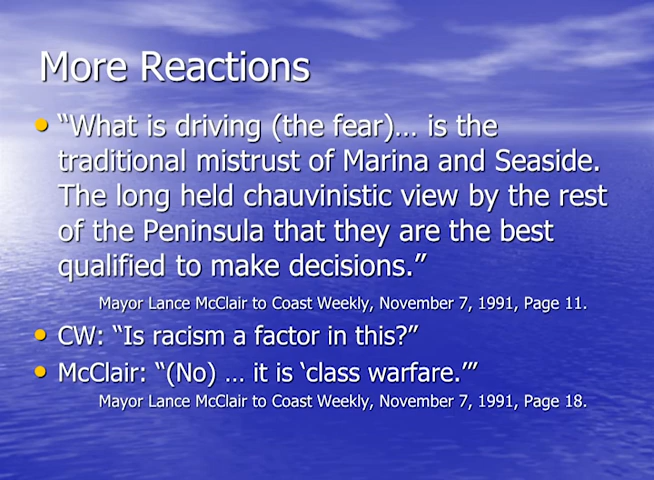 More Reactions
• “What is driving (the fear)… is the
traditional mistrust of Marina and Seaside.
The long held chauvinistic view by the rest
of the Peninsula that they are the best
qualified to make decisions.”
Mayor Lance McClair to Coast Weekly, November 7, 1991, Page 11.
• CW: “Is racism a factor in this?”
• McClair: “(No) … it is ‘class warfare.’”
Mayor Lance McClair to Coast Weekly, November 7, 1991, Page 18.